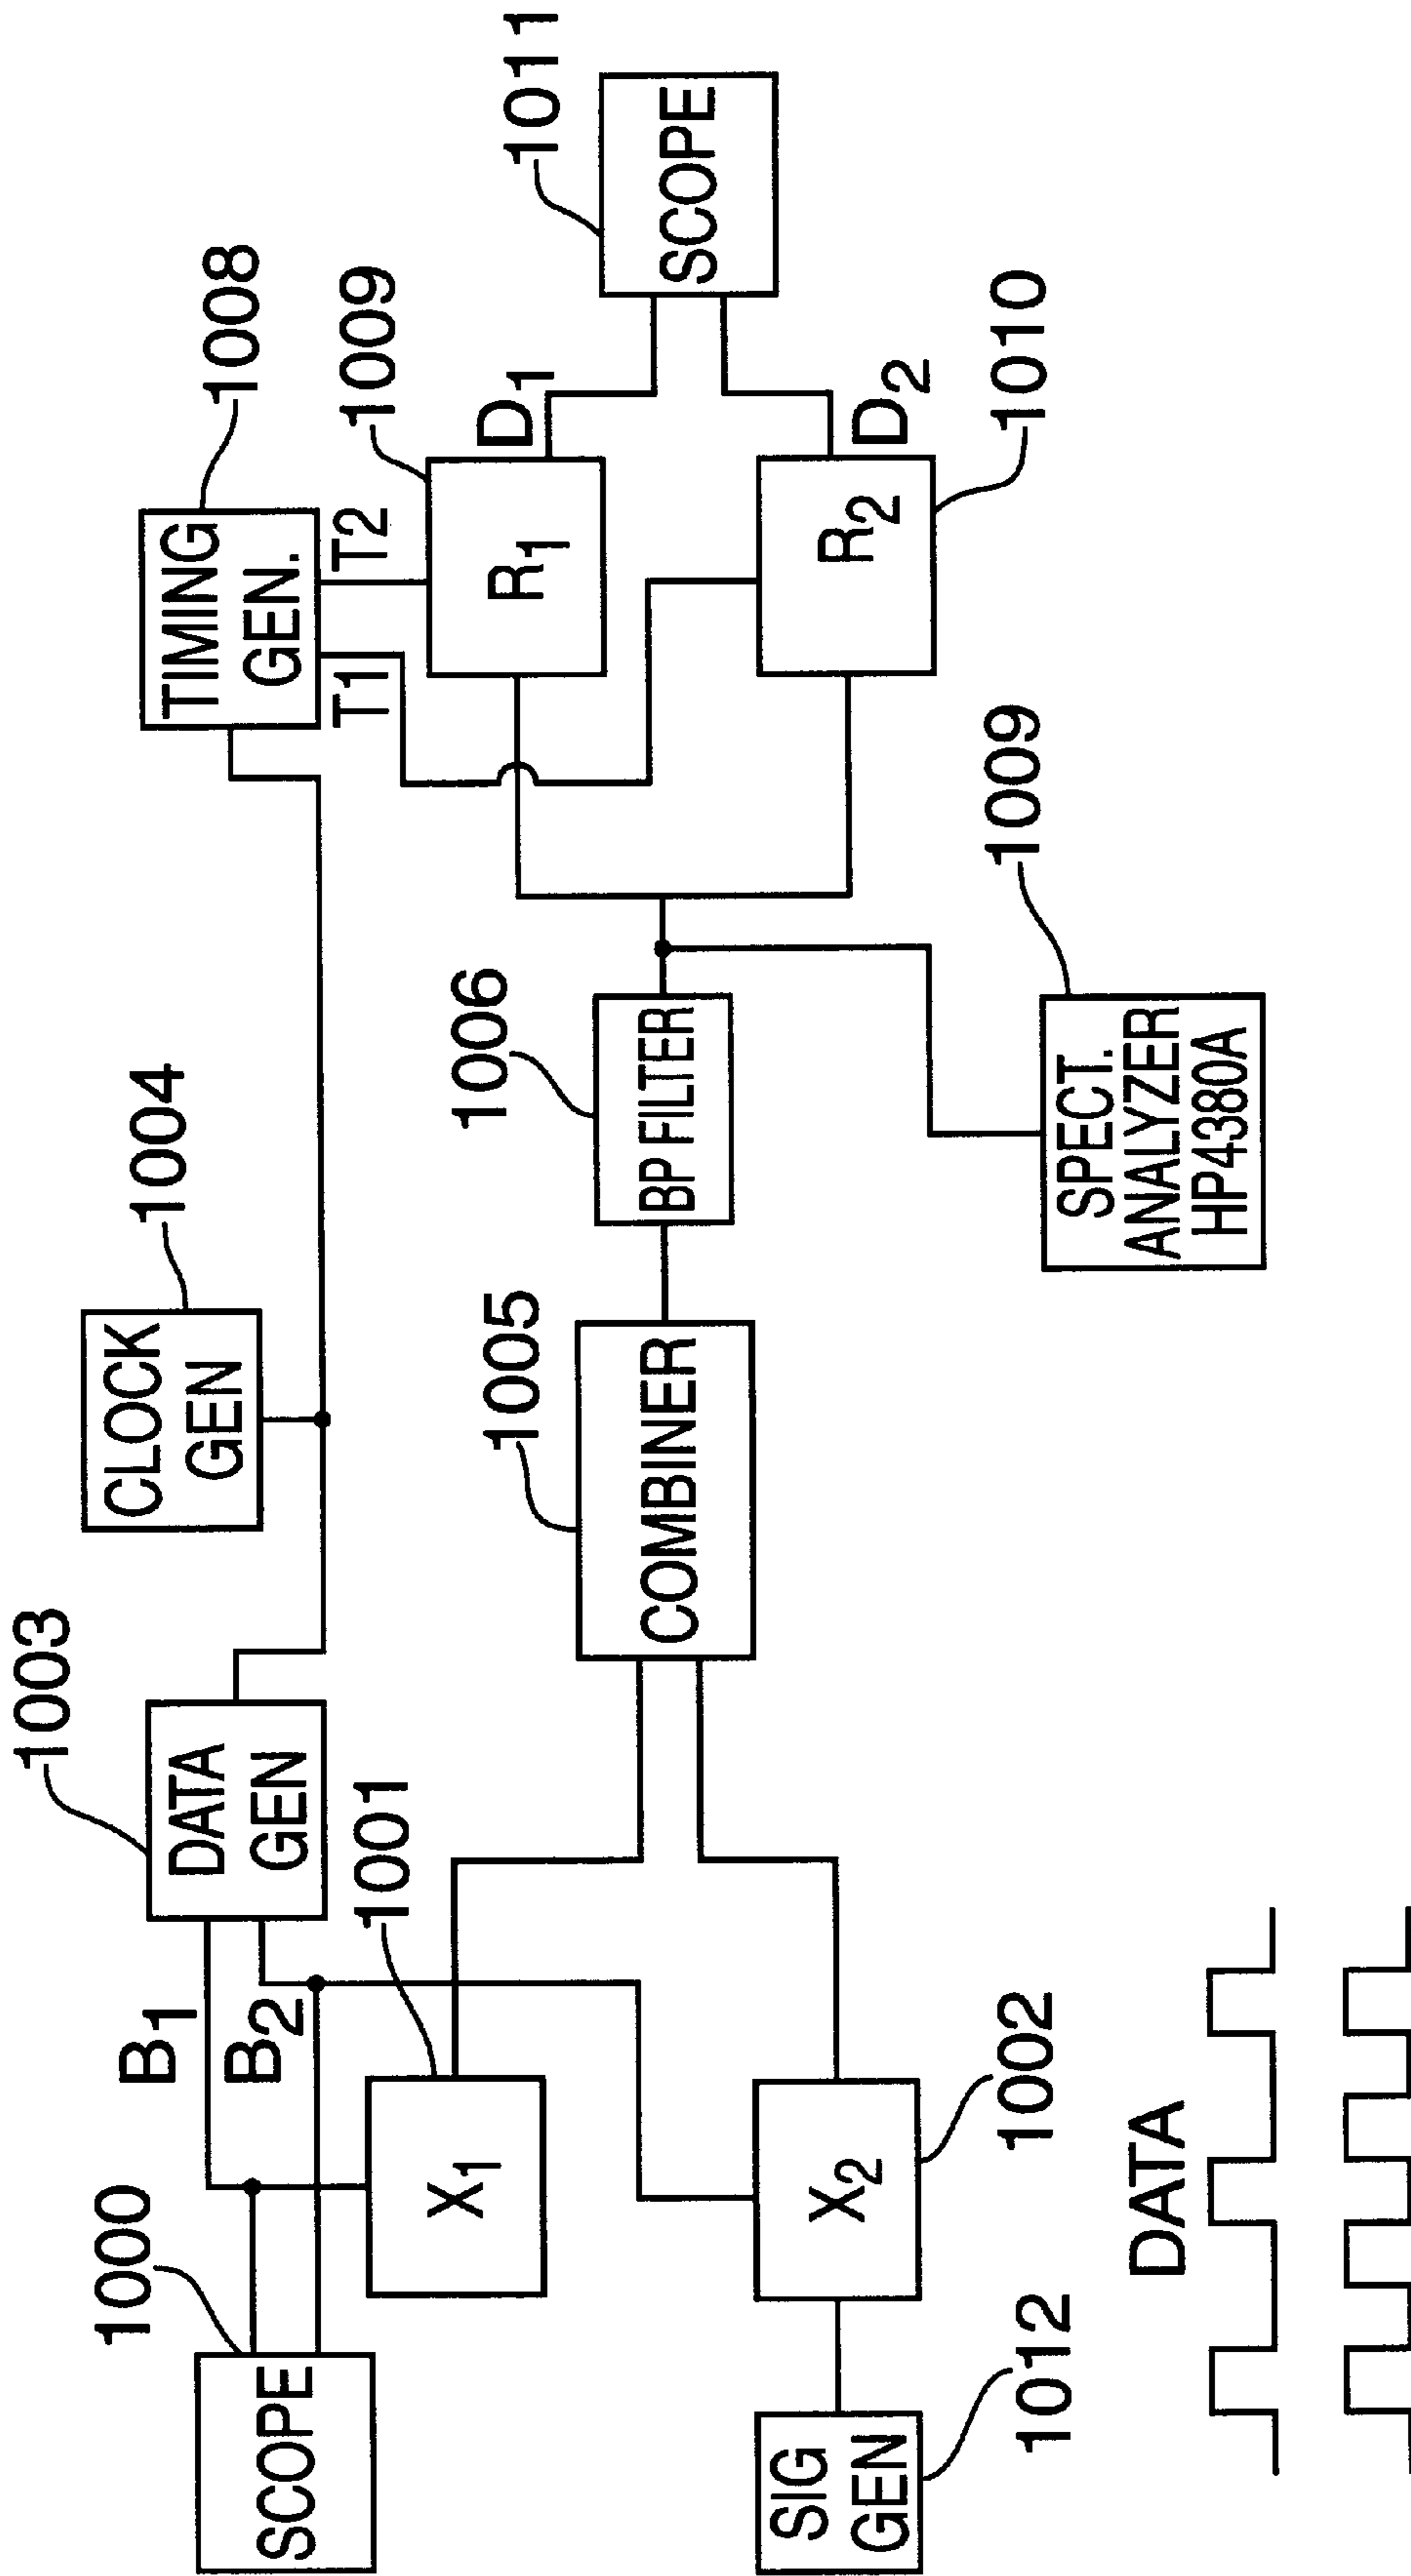 1000
SCOPE
B1
B2
1003
DATA
GEN
1001
X1
X2
1002
SIG
GEN
1012
1004
CLOCK
GEN
1005
COMBINER
1006
BP FILTER
1008
TIMING
GEN.
T1
T2
1009
R1
D1
R2
D2
1010
1011
SCOPE
1009
SPECT.
ANALYZER
HP4380A
DATA